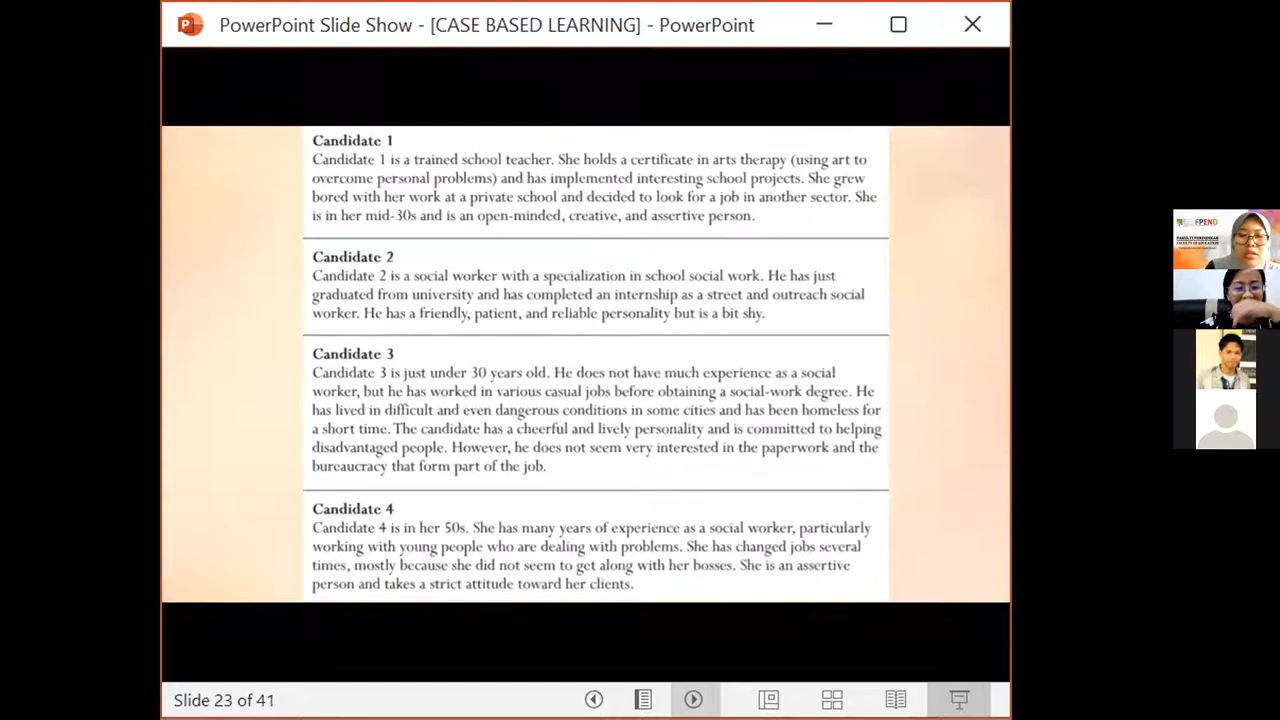 PowerPoint Slide Show - [CASE BASED LEARNING] - PowerPoint
Candidate 1
Candidate 1 is a trained school teacher. She holds a certificate in arts therapy (using art to
overcome personal problems) and has implemented interesting school projects. She grew
bored with her work at a private school and decided to look for a job in another sector. She
is in her mid-30s and is an open-minded, creative, and assertive person.
Candidate 2
Candidate 2 is a social worker with a specialization in school social work. He has just
graduated from university and has completed an internship as a street and outreach social
worker. He has a friendly, patient, and reliable personality but is a bit shy.
Candidate 3
Candidate 3 is just under 30 years old. He does not have much experience as a social
worker, but he has worked in various casual jobs before obtaining a social-work degree. He
has lived in difficult and even dangerous conditions in some cities and has been homeless for
a short time. The candidate has a cheerful and lively personality and is committed to helping
disadvantaged people. However, he does not seem very interested in the paperwork and the
bureaucracy that form part of the job.
Candidate 4
Candidate 4 is in her 50s. She has many years of experience as a social worker, particularly
working with young people who are dealing with problems. She has changed jobs several
times, mostly because she did not seem to get along with her bosses. She is an assertive
person and takes a strict attitude toward her clients.
Slide 23 of 41
FPEND
FAKULTI PENDIDIKAN
FACULTY OF EDUCATION